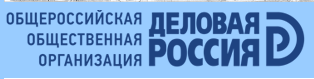 ОБЩЕРОССИЙСКАЯ
ОБЩЕСТВЕННАЯ
ОРГАНИЗАЦИЯ
ДЕЛОВАЯ
РОССИЯ